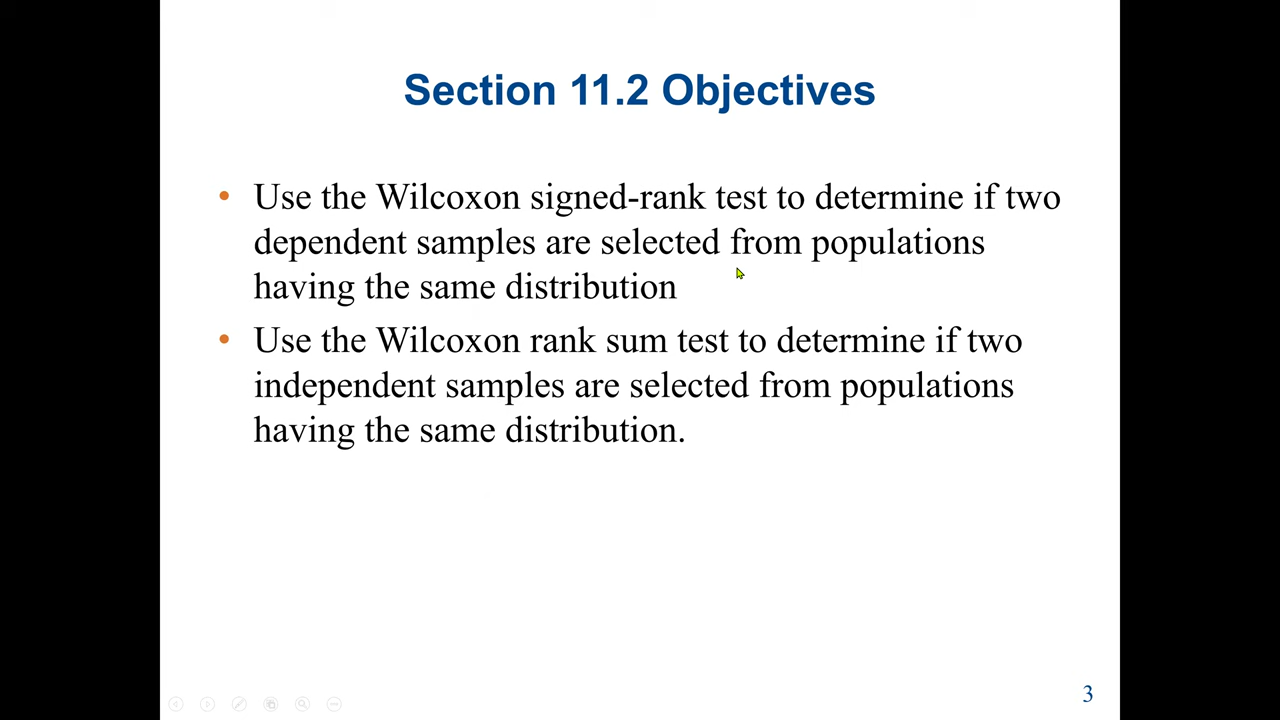 Section 11.2 Objectives
• Use the Wilcoxon signed-rank test to determine if two
dependent samples are selected from populations
having the same distribution
• Use the Wilcoxon rank sum test to determine if two
independent samples are selected from populations
having the same distribution.
3